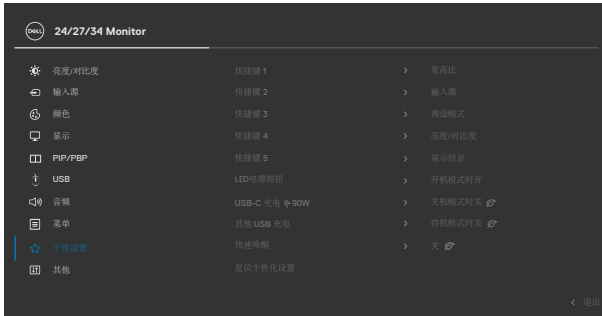 DELL 24/27/34 Monitor
亮度/对比度 快捷键 1 > 宽高比
输入源 快捷键 2 > 输入源
颜色 快捷键 3 > 预设模式
显示 快捷键 4 > 亮度/对比度
PIP/PBP 快捷键 5 > 显示信息
USB LED电源按钮 > 开机模式时开
音频 USB-C 充电 90W > 关机模式时关
菜单 其他 USB 充电 > 待机模式时关
个性设置 快速唤醒 > 关
其他 复位个性化设置
< 退出